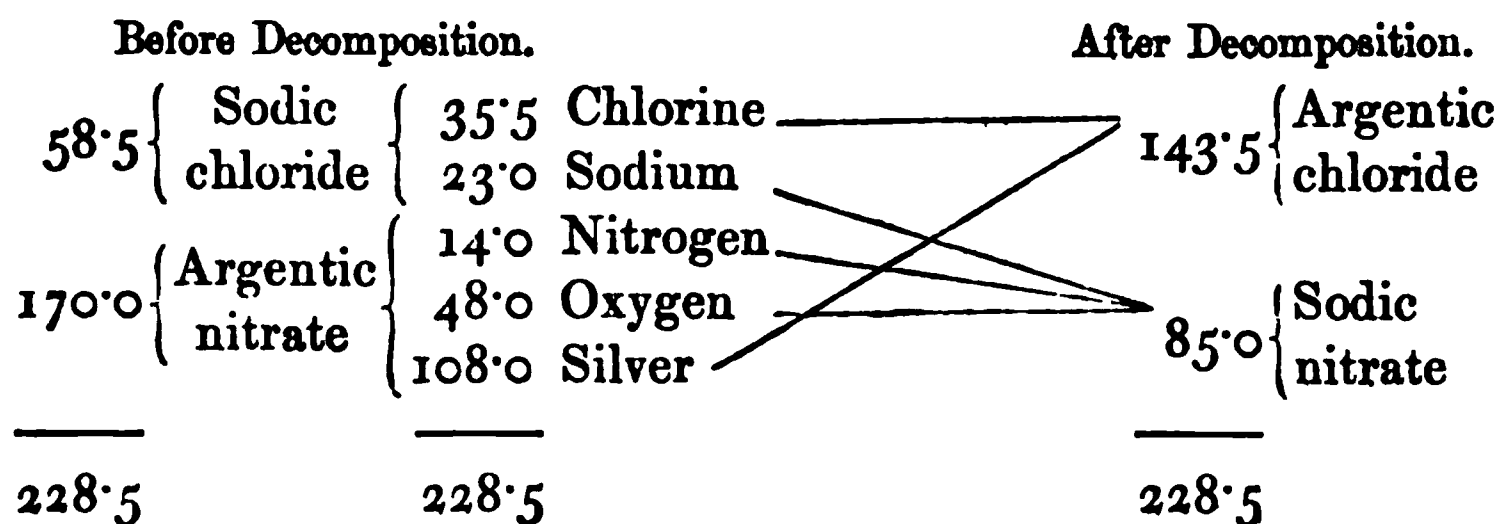 Before Decomposition. After Decomposition.
58·5 { Sodic chloride { 35·5 Chlorine
23·0 Sodium
170·0 { Argentic nitrate { 14·0 Nitrogen
48·0 Oxygen
108·0 Silver
143·5 { Argentic chloride
85·0 { Sodic nitrate
228·5 228·5 228·5